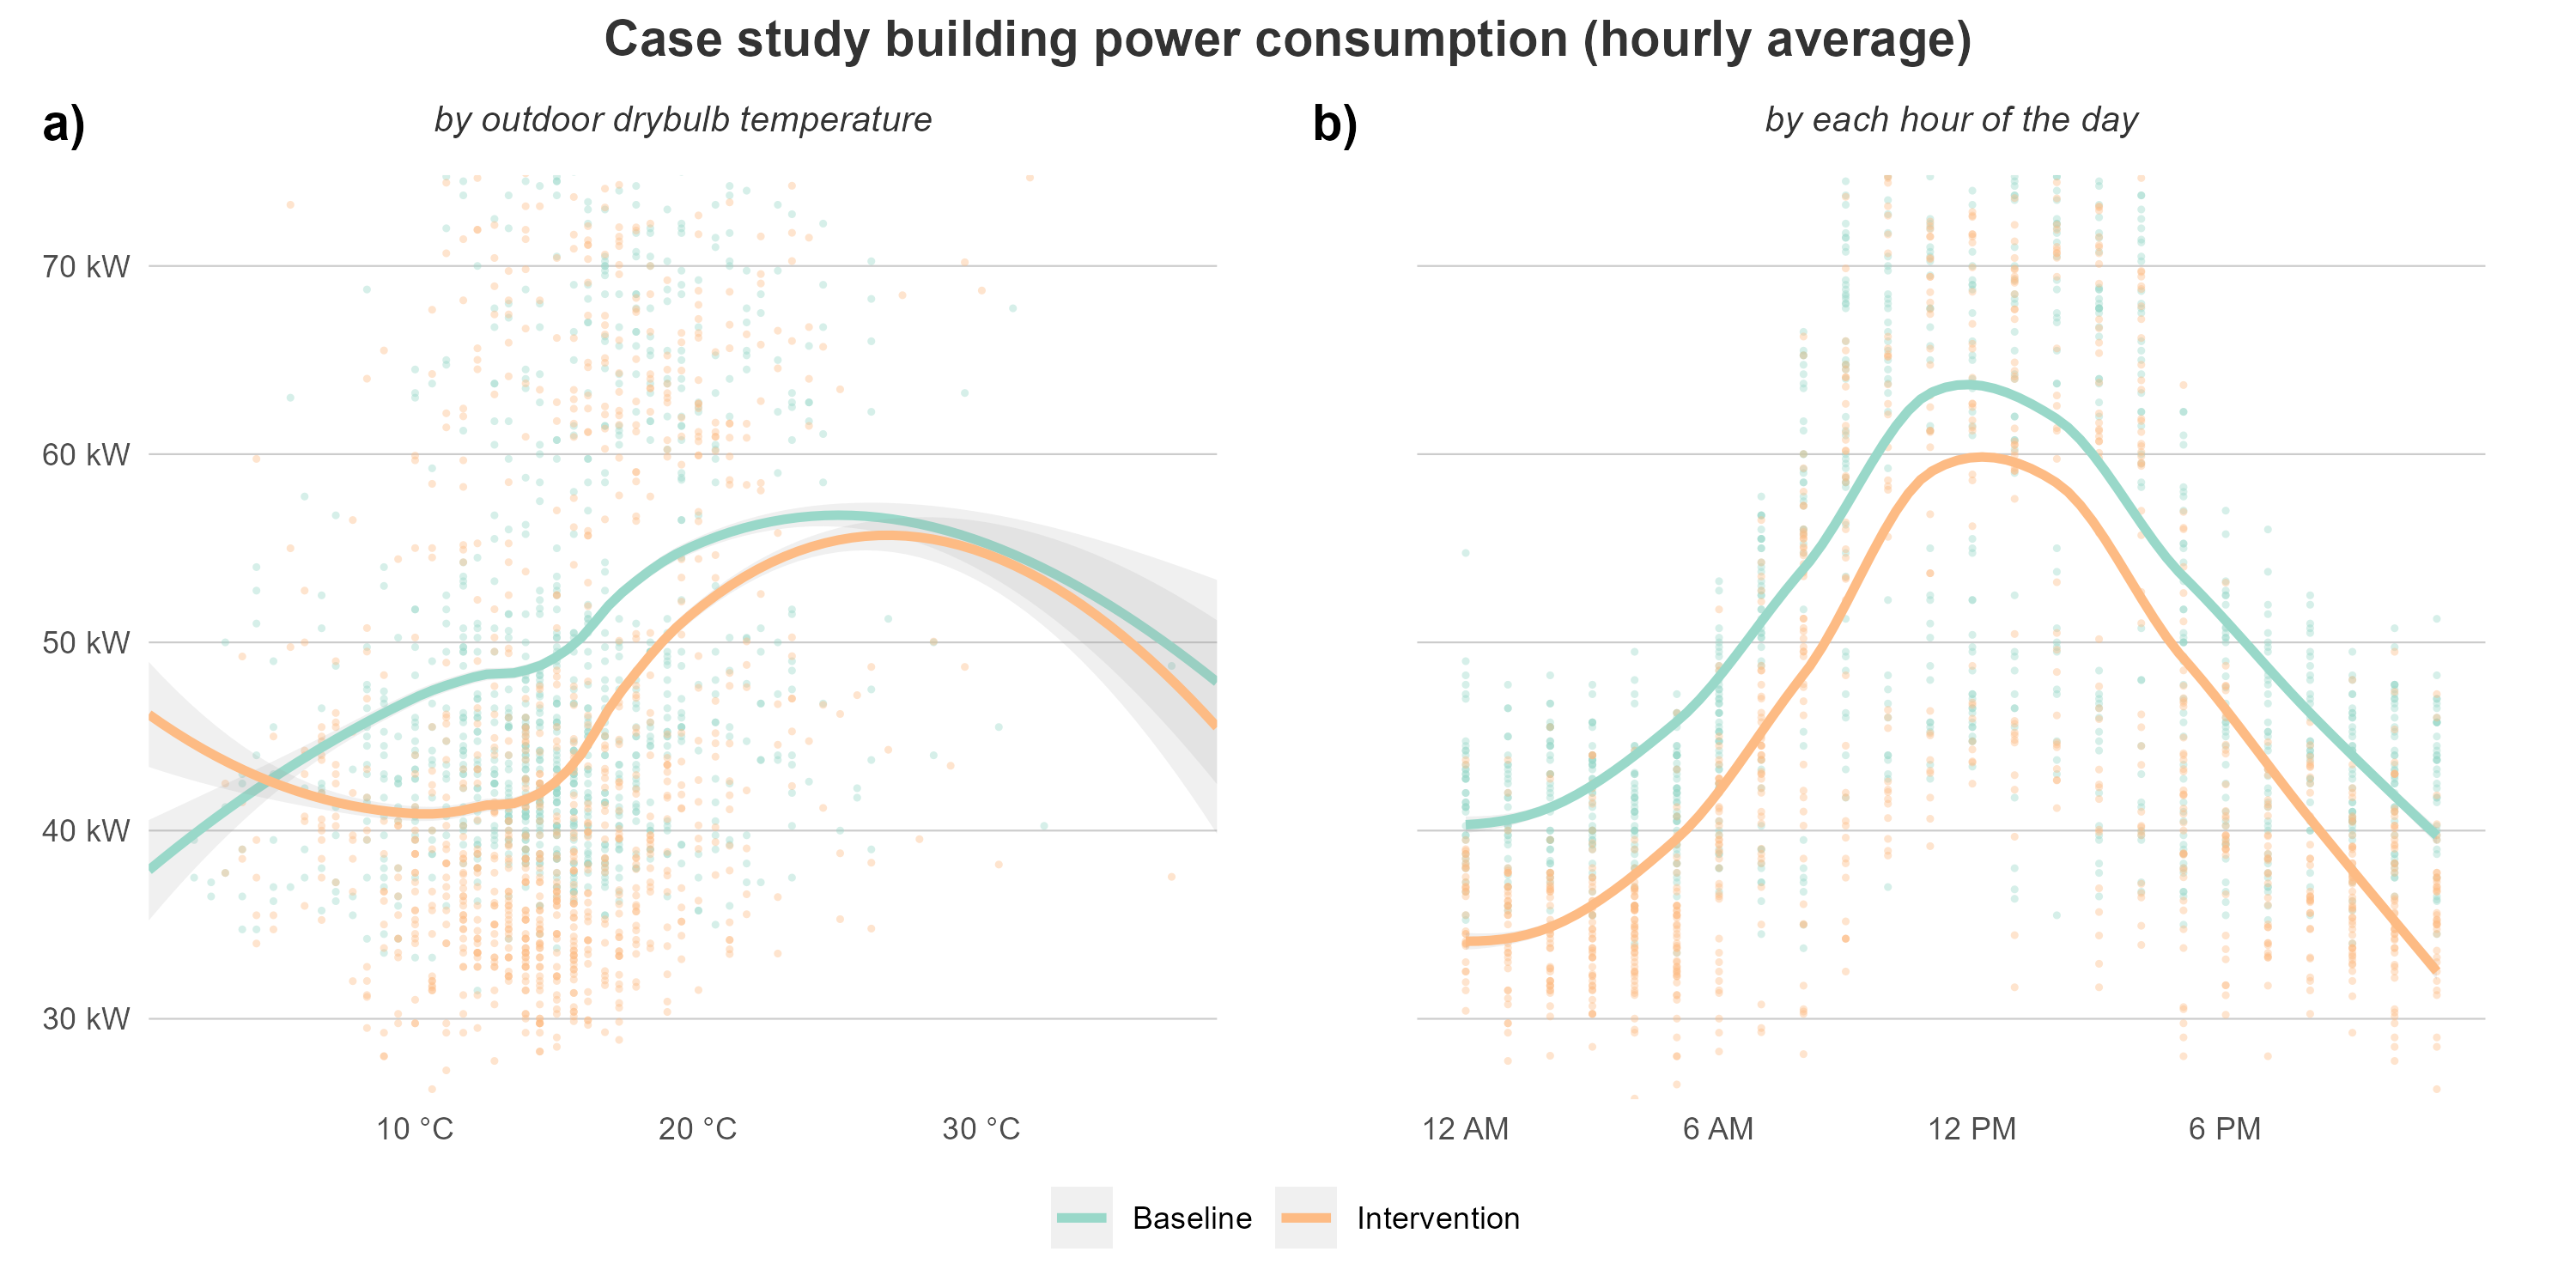 Case study building power consumption (hourly average)
a)
by outdoor drybulb temperature
70 kW
60 kW
50 kW
40 kW
30 kW
10 °C
20 °C
30 °C
b)
by each hour of the day
12 AM
6 AM
12 PM
6 PM
Baseline
Intervention